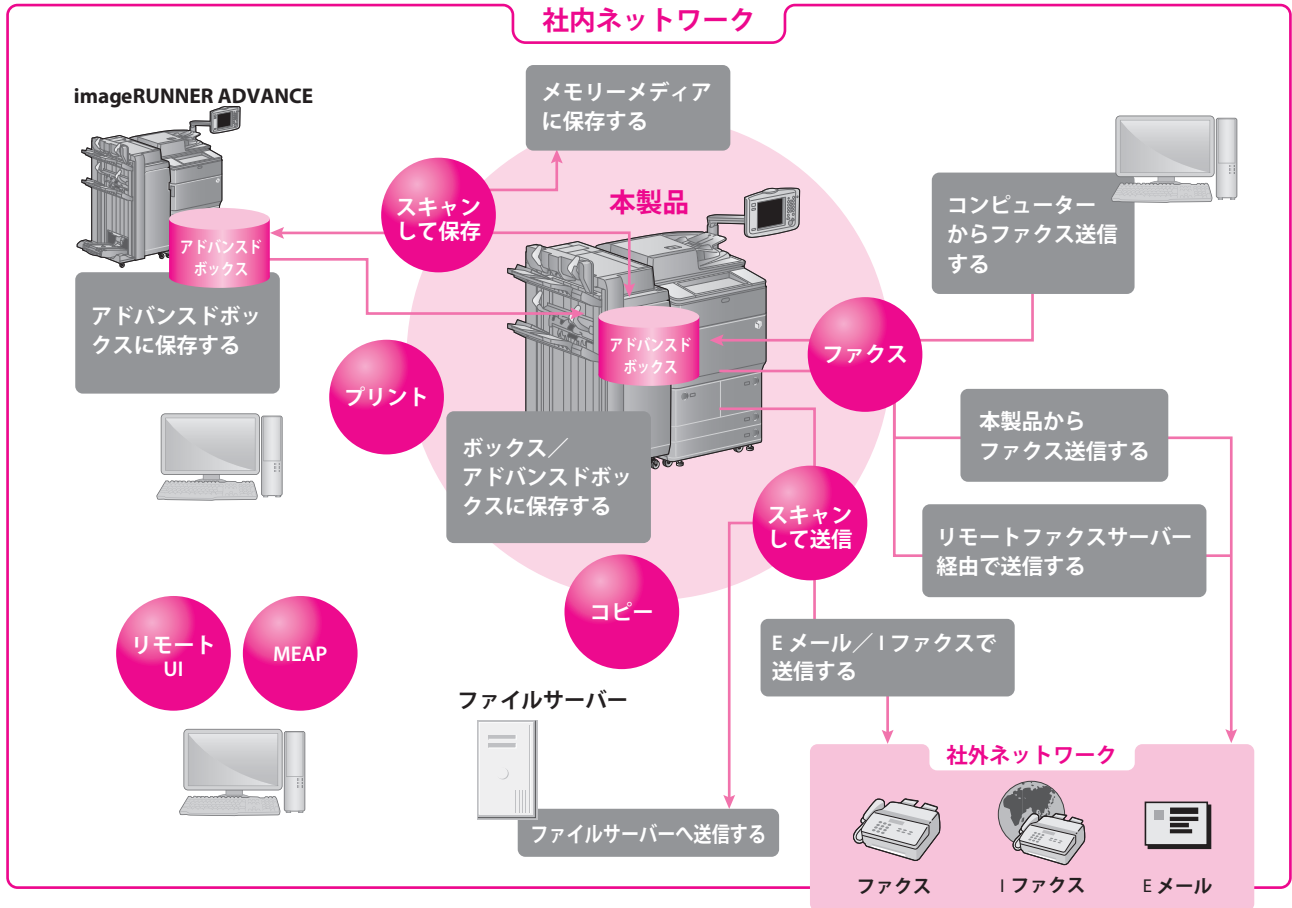 社内ネットワーク
imageRUNNER ADVANCE
アドバンスド
ボックス
アドバンスドボッ
クスに保存する
メモリーメディア
に保存する
スキャン
して保存
本製品
アドバンスド
ボックス
コンピューター
からファクス送信
する
ファクス
プリント
ボックス／
アドバンスドボッ
クスに保存する
本製品から
ファクス送信する
スキャン
して送信
リモートファクスサーバー
経由で送信する
コピー
リモート
UI
MEAP
E メール／ I ファクスで
送信する
ファイルサーバー
ファイルサーバーへ送信する
社外ネットワーク
ファクス
I ファクス
E メール